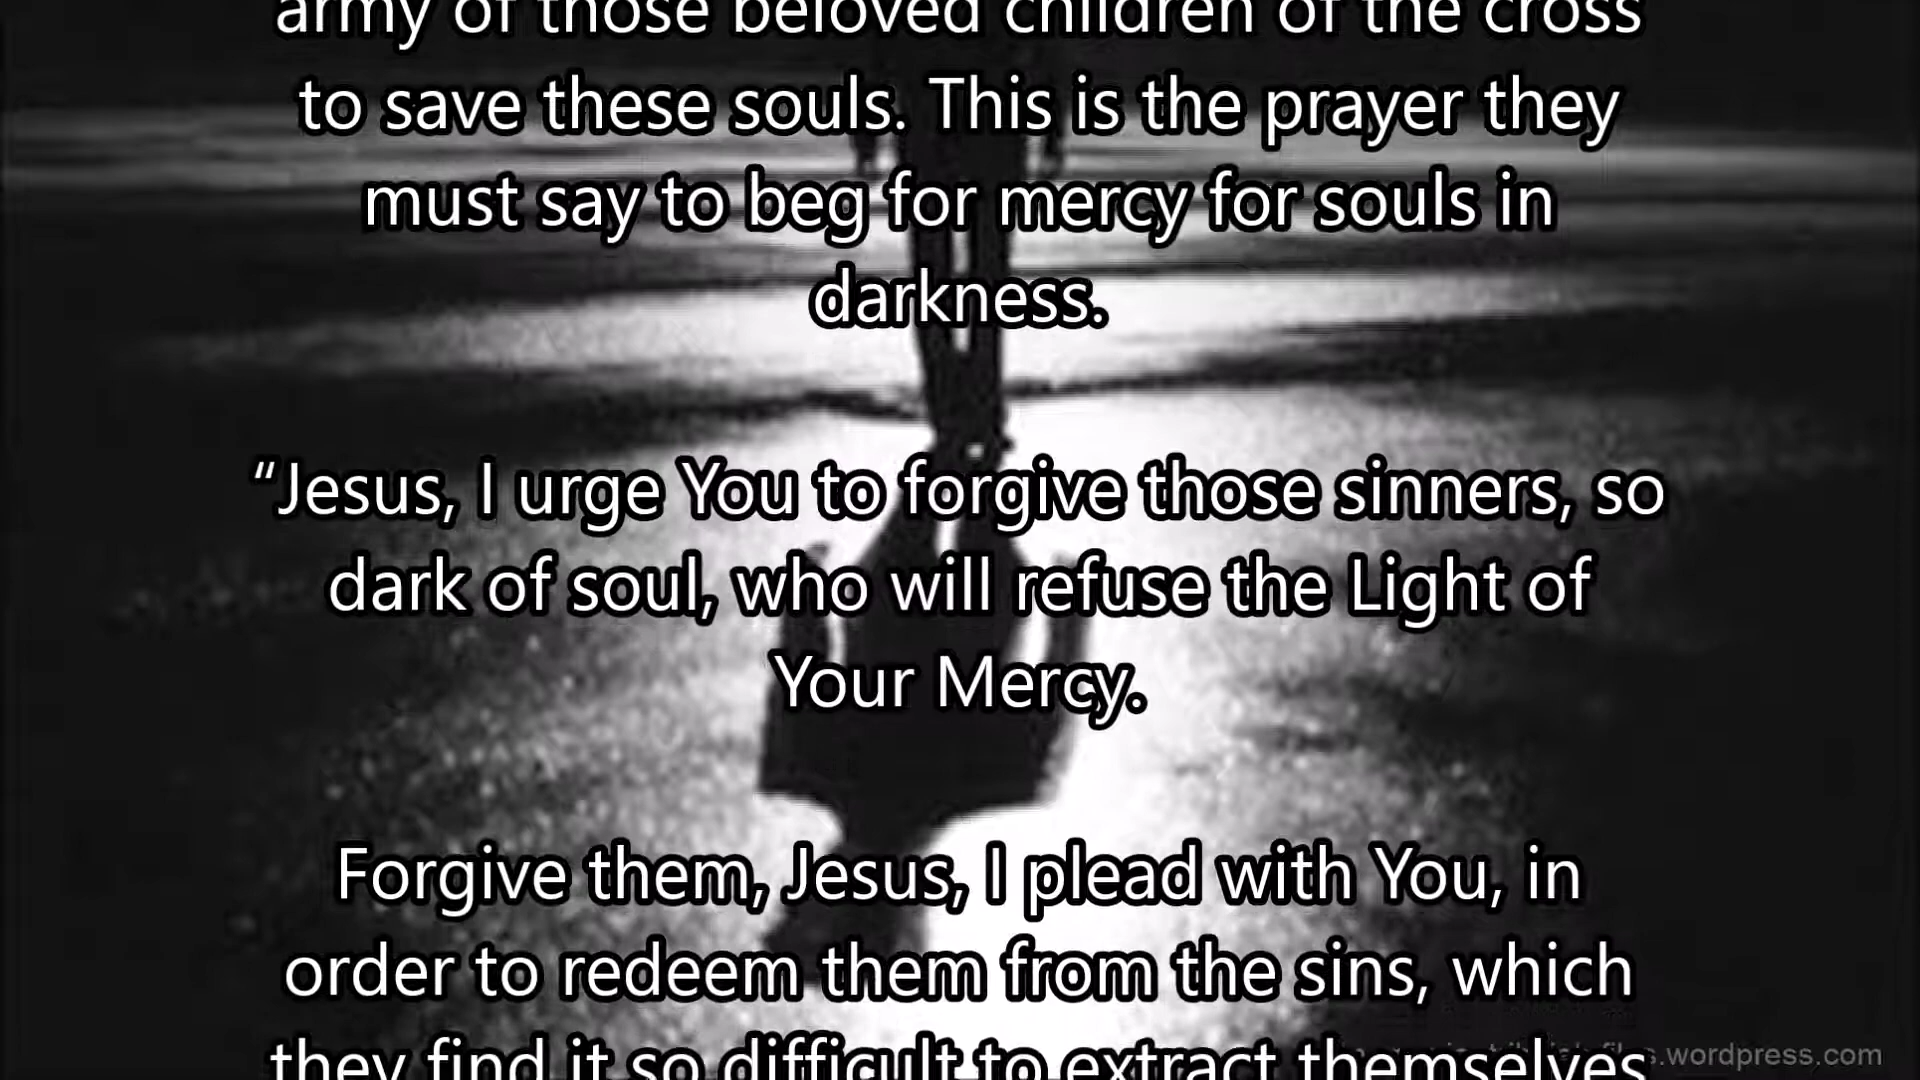 army of those beloved children of the cross
to save these souls. This is the prayer they
must say to beg for mercy for souls in
darkness.
“Jesus, I urge You to forgive those sinners, so
dark of soul, who will refuse the Light of
Your Mercy.
Forgive them, Jesus, I plead with You, in
order to redeem them from the sins, which
they find it so difficult to extract themselves
s.wordpress.com